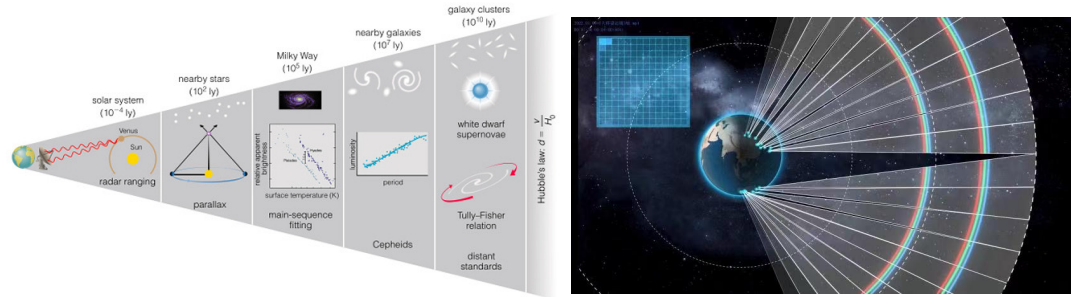 solar system
(10⁻⁴ ly)
Venus
Sun
radar ranging
nearby stars
(10² ly)
parallax
Milky Way
(10⁵ ly)
relative apparent
brightness
Pleiades
Hyades
surface temperature (K)
main-sequence
fitting
nearby galaxies
(10⁷ ly)
luminosity
period
Cepheids
galaxy clusters
(10¹⁰ ly)
white dwarf
supernovae
Tully–Fisher
relation
distant
standards
Hubble's law: d = v/H₀